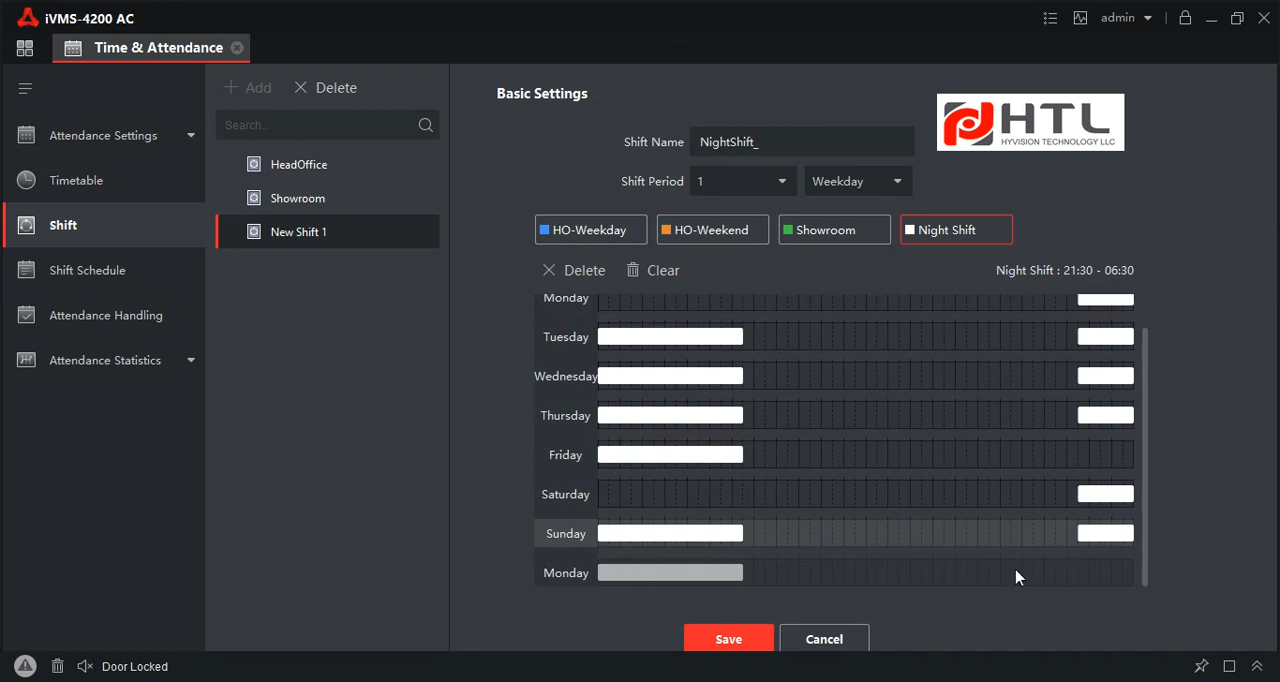 iVMS-4200 AC
admin
Time & Attendance
Add
Delete
Search...
Attendance Settings
Timetable
Shift
Shift Schedule
Attendance Handling
Attendance Statistics
HeadOffice
Showroom
New Shift 1
Basic Settings
HTL
HYVISION TECHNOLOGY LLC
Shift Name NightShift_
Shift Period 1 Weekday
HO-Weekday HO-Weekend Showroom Night Shift
Delete Clear Night Shift : 21:30 - 06:30
Monday
Tuesday
Wednesday
Thursday
Friday
Saturday
Sunday
Monday
Save Cancel
Door Locked